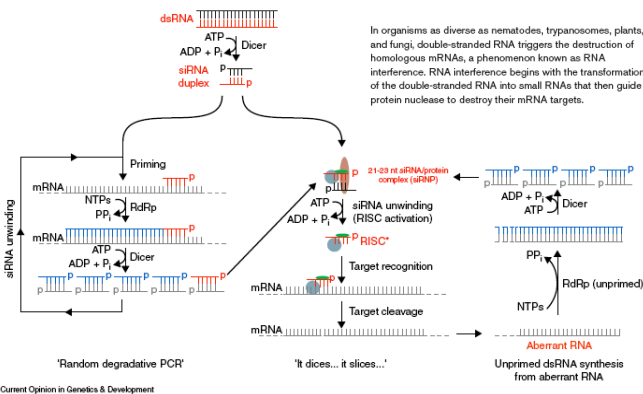 dsRNA
ATP
ADP + Pi
Dicer
siRNA
duplex
p
p
In organisms as diverse as nematodes, trypanosomes, plants,
and fungi, double-stranded RNA triggers the destruction of
homologous mRNAs, a phenomenon known as RNA
interference. RNA interference begins with the transformation
of the double-stranded RNA into small RNAs that then guide
protein nuclease to destroy their mRNA targets.
siRNA unwinding
Priming
p
mRNA
NTPs
PPi
RdRp
mRNA
p
ATP
ADP + Pi
Dicer
p p p p p
p p p p p
'Random degradative PCR'
p
p
21-23 nt siRNA/protein
complex (siRNP)
ATP
ADP + Pi
siRNA unwinding
(RISC activation)
p
RISC*
Target recognition
p
mRNA
Target cleavage
mRNA
'It dices... it slices...'
p p p p
p p p p
ADP + Pi
ATP
Dicer
PPi
NTPs
RdRp (unprimed)
Aberrant RNA
Unprimed dsRNA synthesis
from aberrant RNA
Current Opinion in Genetics & Development